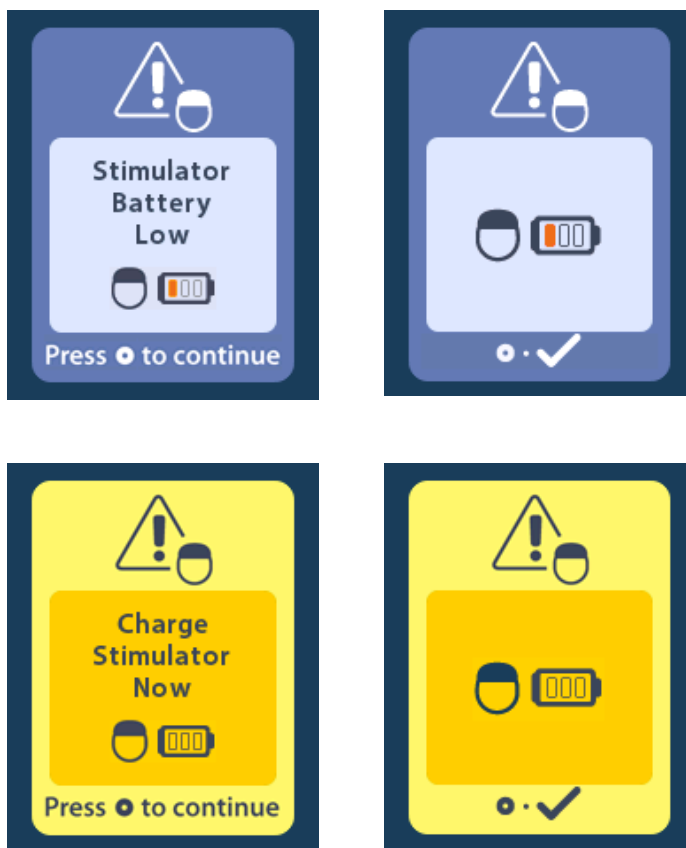 Stimulator
Battery
Low
Press to continue
Charge
Stimulator
Now
Press to continue